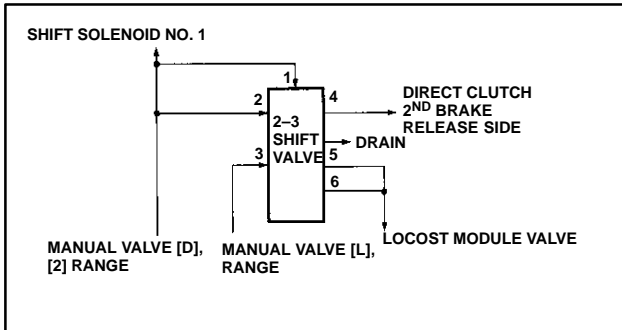 SHIFT SOLENOID NO. 1
1
2
4
DIRECT CLUTCH
2ND BRAKE
RELEASE SIDE
2–3
SHIFT
VALVE
DRAIN
3
5
6
MANUAL VALVE [D],
[2] RANGE
MANUAL VALVE [L],
RANGE
LOCOST MODULE VALVE